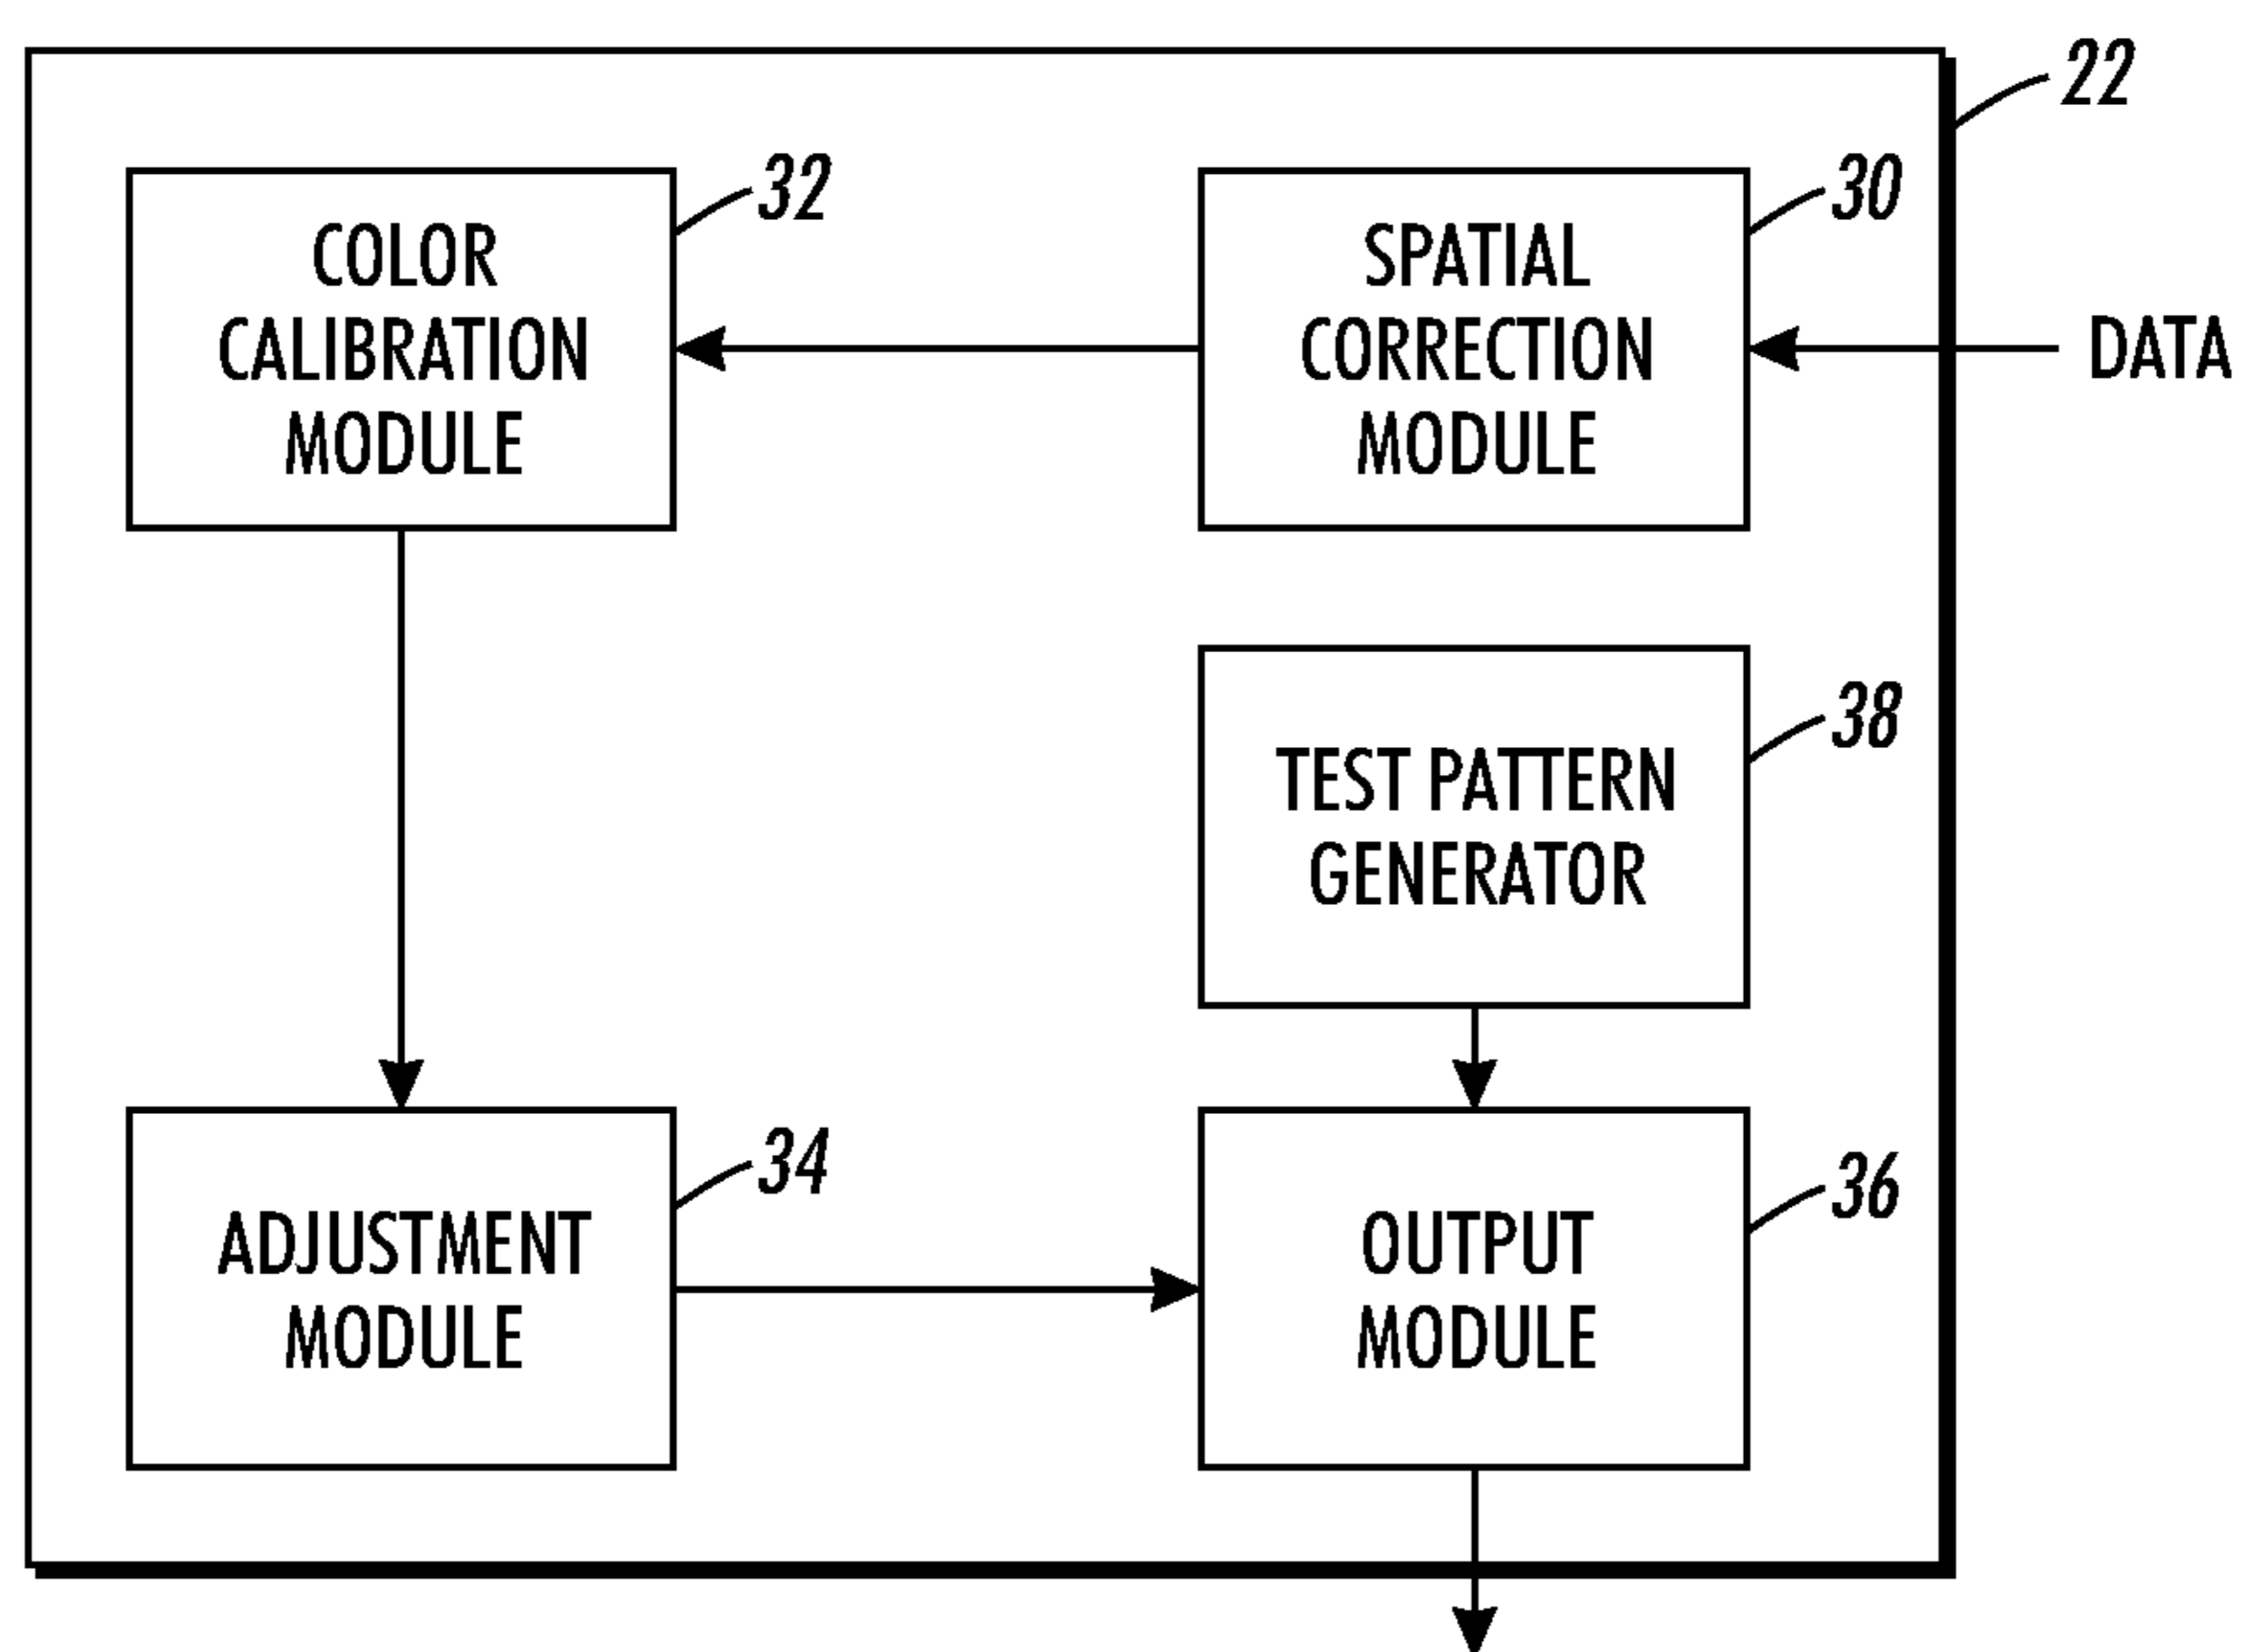 22
32
COLOR
CALIBRATION
MODULE
30
SPATIAL
CORRECTION
MODULE
DATA
38
TEST PATTERN
GENERATOR
34
ADJUSTMENT
MODULE
36
OUTPUT
MODULE